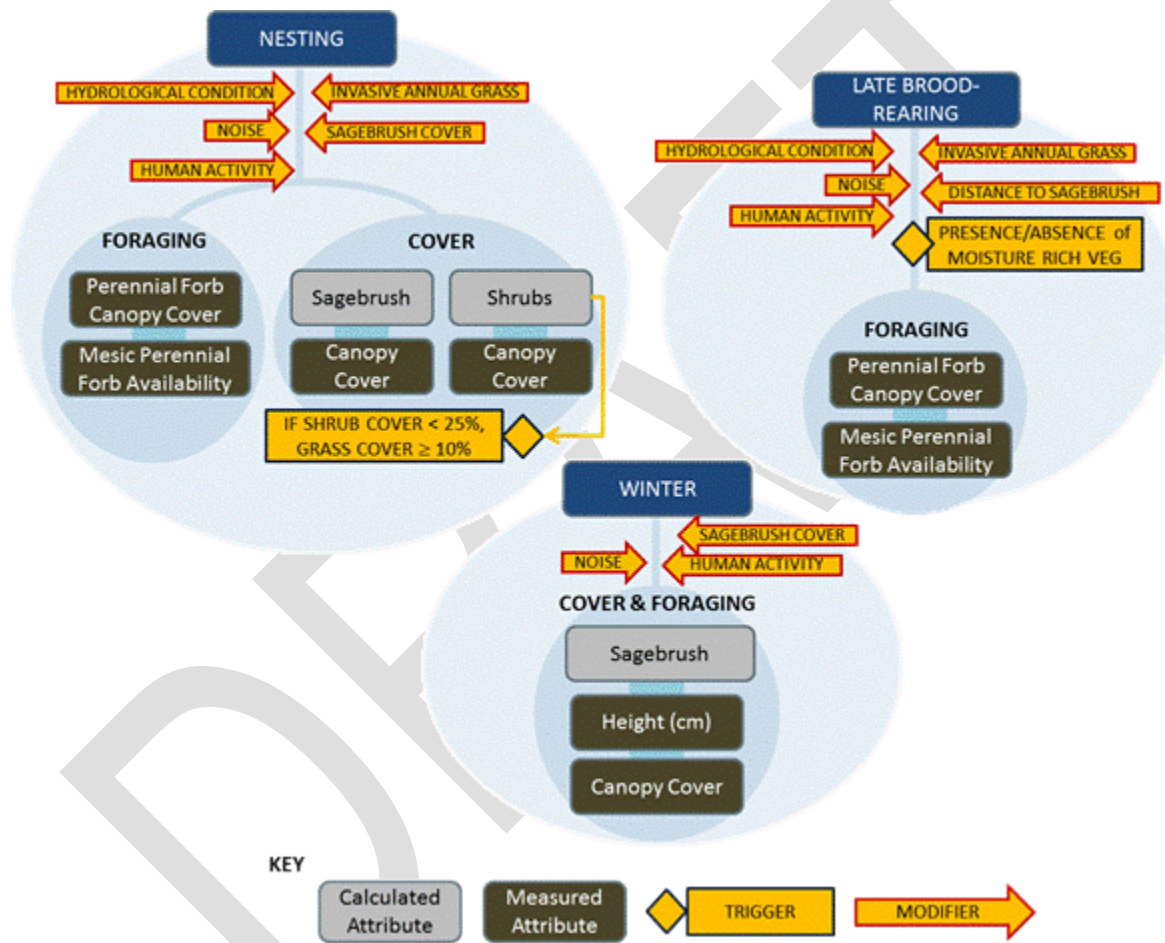 NESTING
HYDROLOGICAL CONDITION
INVASIVE ANNUAL GRASS
NOISE
SAGEBRUSH COVER
HUMAN ACTIVITY
FORAGING
Perennial Forb
Canopy Cover
Mesic Perennial
Forb Availability
COVER
Sagebrush
Canopy
Cover
Shrubs
Canopy
Cover
IF SHRUB COVER < 25%,
GRASS COVER ≥ 10%
LATE BROOD-
REARING
HYDROLOGICAL CONDITION
INVASIVE ANNUAL GRASS
NOISE
DISTANCE TO SAGEBRUSH
HUMAN ACTIVITY
PRESENCE/ABSENCE of
MOISTURE RICH VEG
FORAGING
Perennial Forb
Canopy Cover
Mesic Perennial
Forb Availability
WINTER
SAGEBRUSH COVER
NOISE
HUMAN ACTIVITY
COVER & FORAGING
Sagebrush
Height (cm)
Canopy Cover
KEY
Calculated
Attribute
Measured
Attribute
TRIGGER
MODIFIER
DRAFT